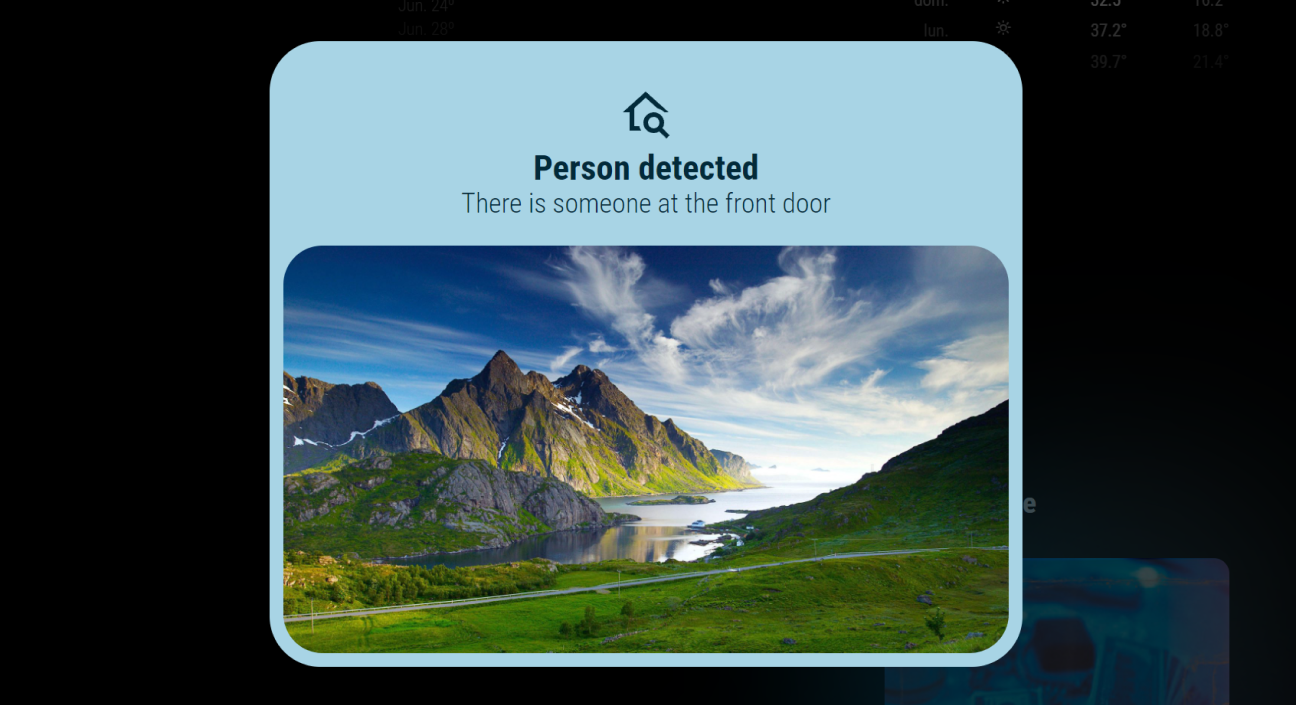 Jun. 24º
dom.
32.5
16.2
Jun. 28º
lun.
37.2°
18.8°
39.7°
21.4°
Person detected
There is someone at the front door
e